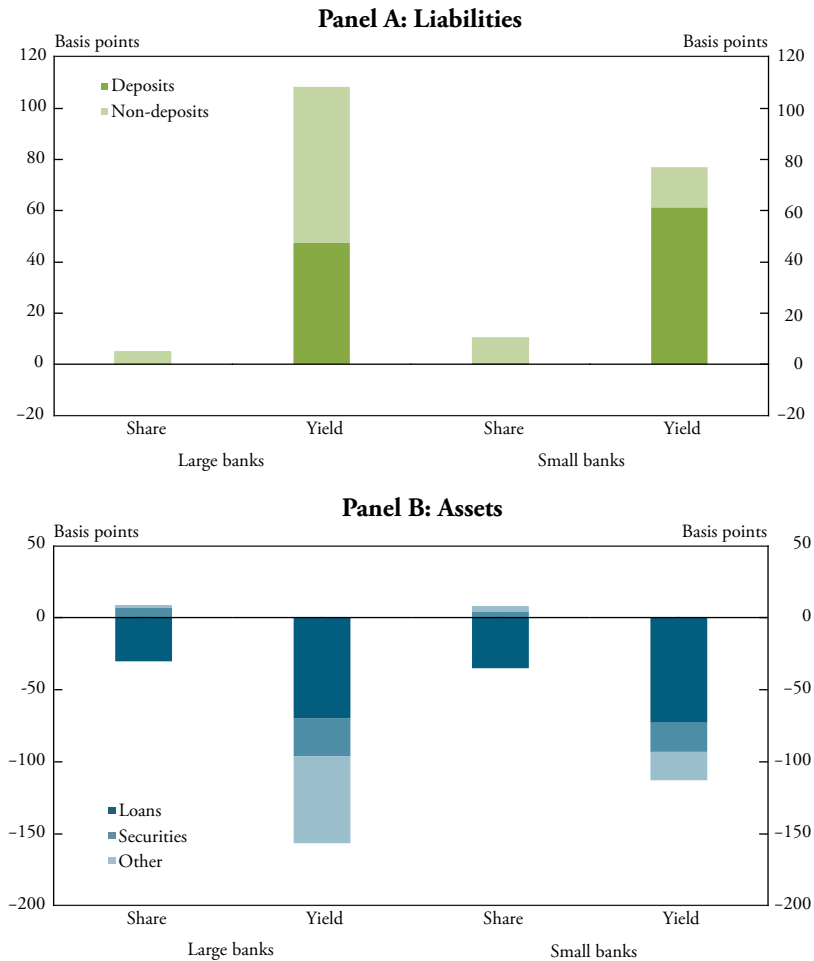 Panel A: Liabilities
Basis points Basis points
120 120
Deposits
100 100
Non-deposits
80 80
60 60
40 40
20 20
0 0
–20 –20
Share Yield Share Yield
Large banks Small banks
Panel B: Assets
Basis points Basis points
50 50
0 0
-50 –50
–100 –100
Loans
–150 –150
Securities
Other
–200 –200
Share Yield Share Yield
Large banks Small banks